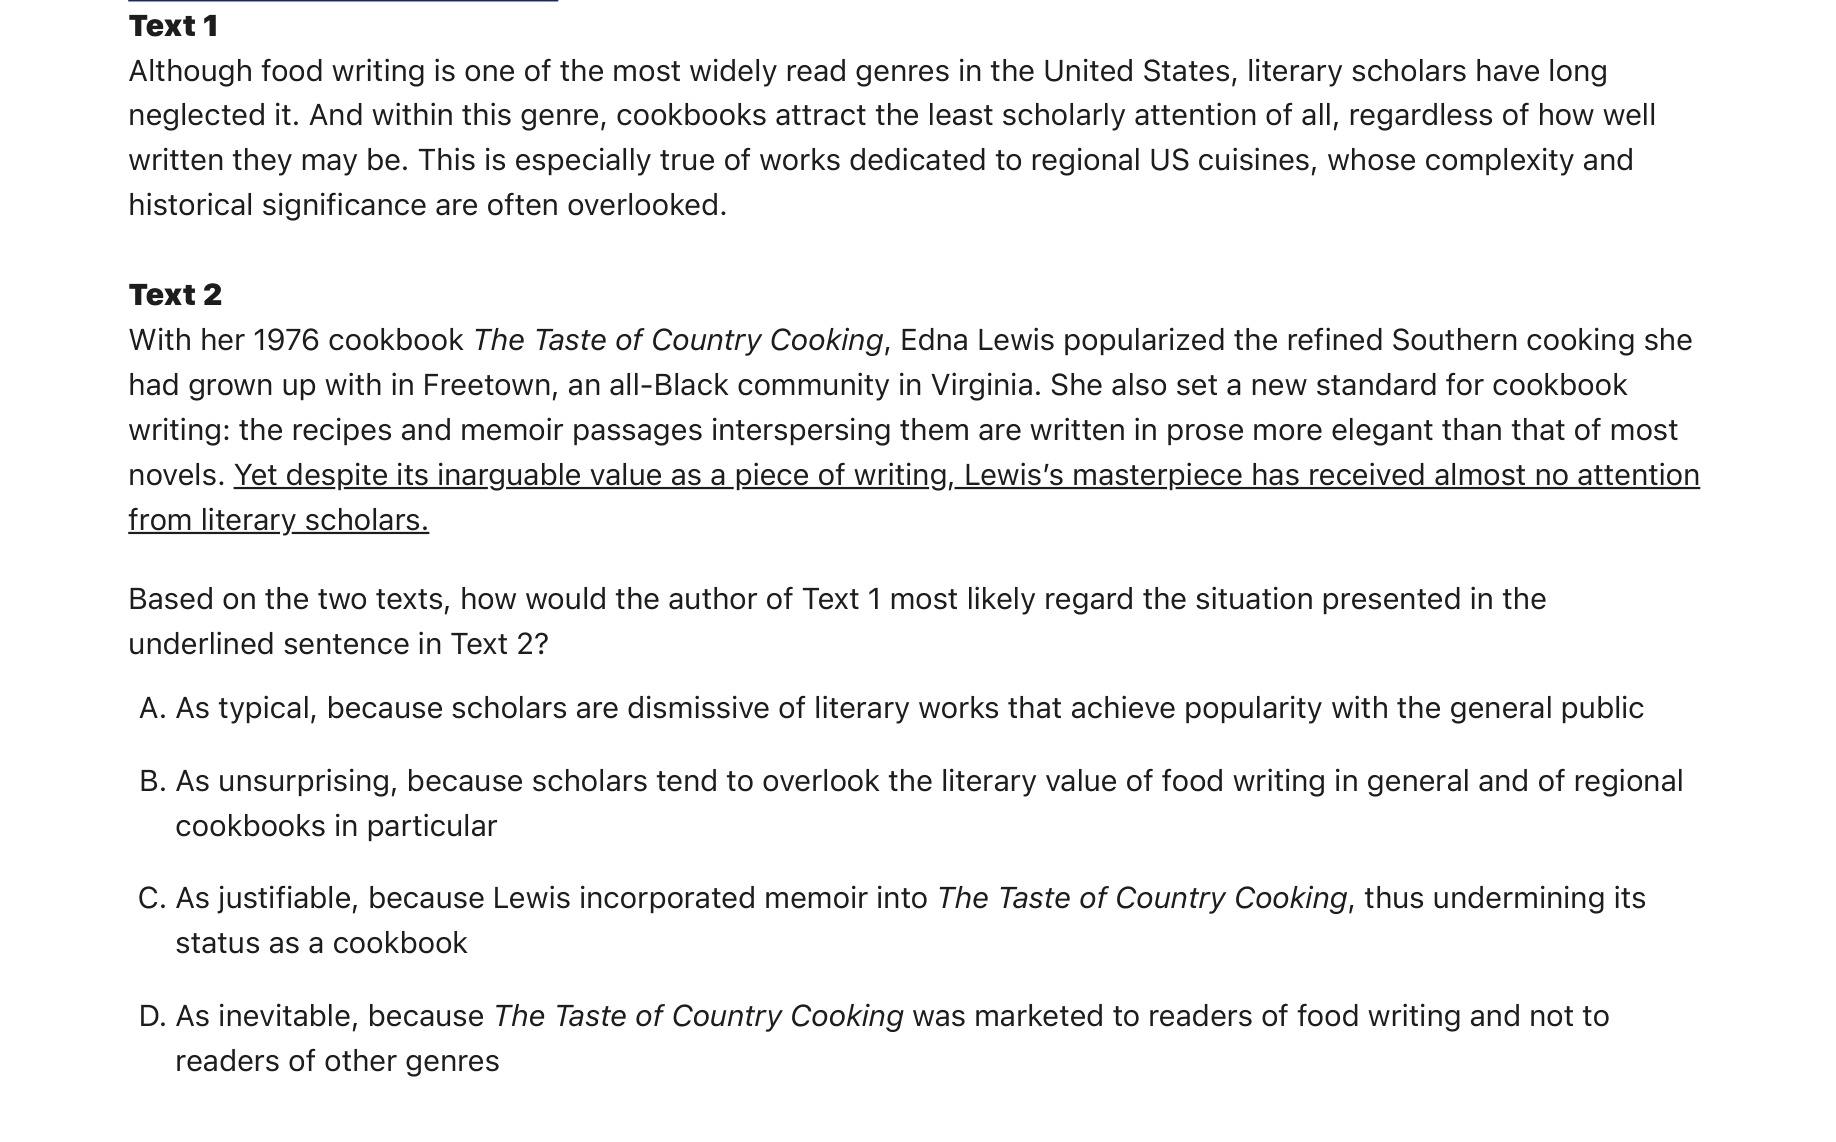 Text 1
Although food writing is one of the most widely read genres in the United States, literary scholars have long
neglected it. And within this genre, cookbooks attract the least scholarly attention of all, regardless of how well
written they may be. This is especially true of works dedicated to regional US cuisines, whose complexity and
historical significance are often overlooked.
Text 2
With her 1976 cookbook The Taste of Country Cooking, Edna Lewis popularized the refined Southern cooking she
had grown up with in Freetown, an all-Black community in Virginia. She also set a new standard for cookbook
writing: the recipes and memoir passages interspersing them are written in prose more elegant than that of most
novels. Yet despite its inarguable value as a piece of writing, Lewis’s masterpiece has received almost no attention
from literary scholars.
Based on the two texts, how would the author of Text 1 most likely regard the situation presented in the
underlined sentence in Text 2?
A. As typical, because scholars are dismissive of literary works that achieve popularity with the general public
B. As unsurprising, because scholars tend to overlook the literary value of food writing in general and of regional
cookbooks in particular
C. As justifiable, because Lewis incorporated memoir into The Taste of Country Cooking, thus undermining its
status as a cookbook
D. As inevitable, because The Taste of Country Cooking was marketed to readers of food writing and not to
readers of other genres